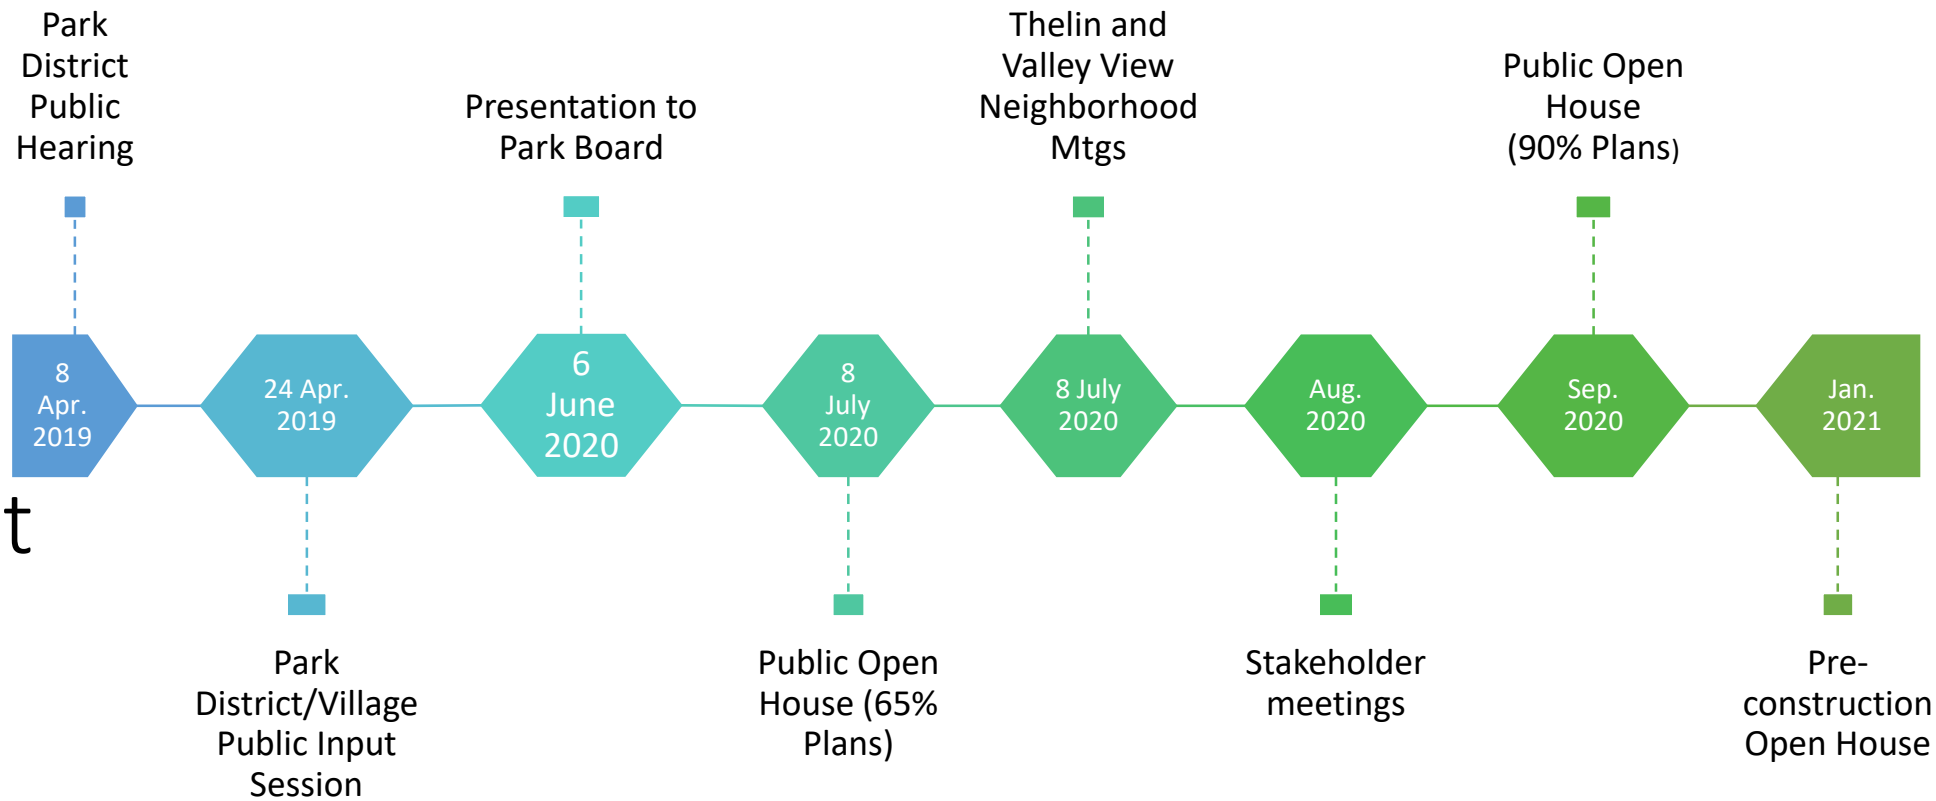 Park
District
Public
Hearing
Presentation to
Park Board
Thelin and
Valley View
Neighborhood
Mtgs
Public Open
House
(90% Plans)
8
Apr.
2019
24 Apr.
2019
6
June
2020
8
July
2020
8 July
2020
Aug.
2020
Sep.
2020
Jan.
2021
t
Park
District/Village
Public Input
Session
Public Open
House (65%
Plans)
Stakeholder
meetings
Pre-
construction
Open House